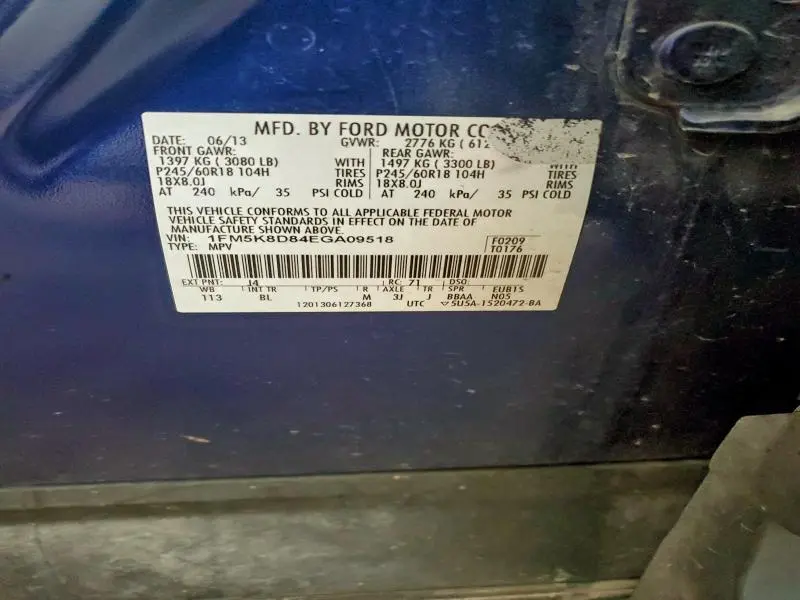 MFD. BY FORD MOTOR CO
DATE: 06/13 GVWR: 2776 KG ( 612
FRONT GAWR: REAR GAWR:
1397 KG ( 3080 LB) WITH 1497 KG ( 3300 LB) WITH
P245/60R18 104H TIRES P245/60R18 104H TIRES
18X8.0J RIMS 18X8.0J RIMS
AT 240 kPa/ 35 PSI COLD AT 240 kPa/ 35 PSI COLD
THIS VEHICLE CONFORMS TO ALL APPLICABLE FEDERAL MOTOR
VEHICLE SAFETY STANDARDS IN EFFECT ON THE DATE OF
MANUFACTURE SHOWN ABOVE.
VIN: 1FM5K8D84EGA09518 F0209
TYPE: MPV T0176
EXT PNT: J4 RC: 71 DSO:
WB INT TR TP/PS R AXLE TR SPR EUB15
113 BL M 3J J BBAA N05
1201306127368 UTC ▽5U5A-1520472-BA